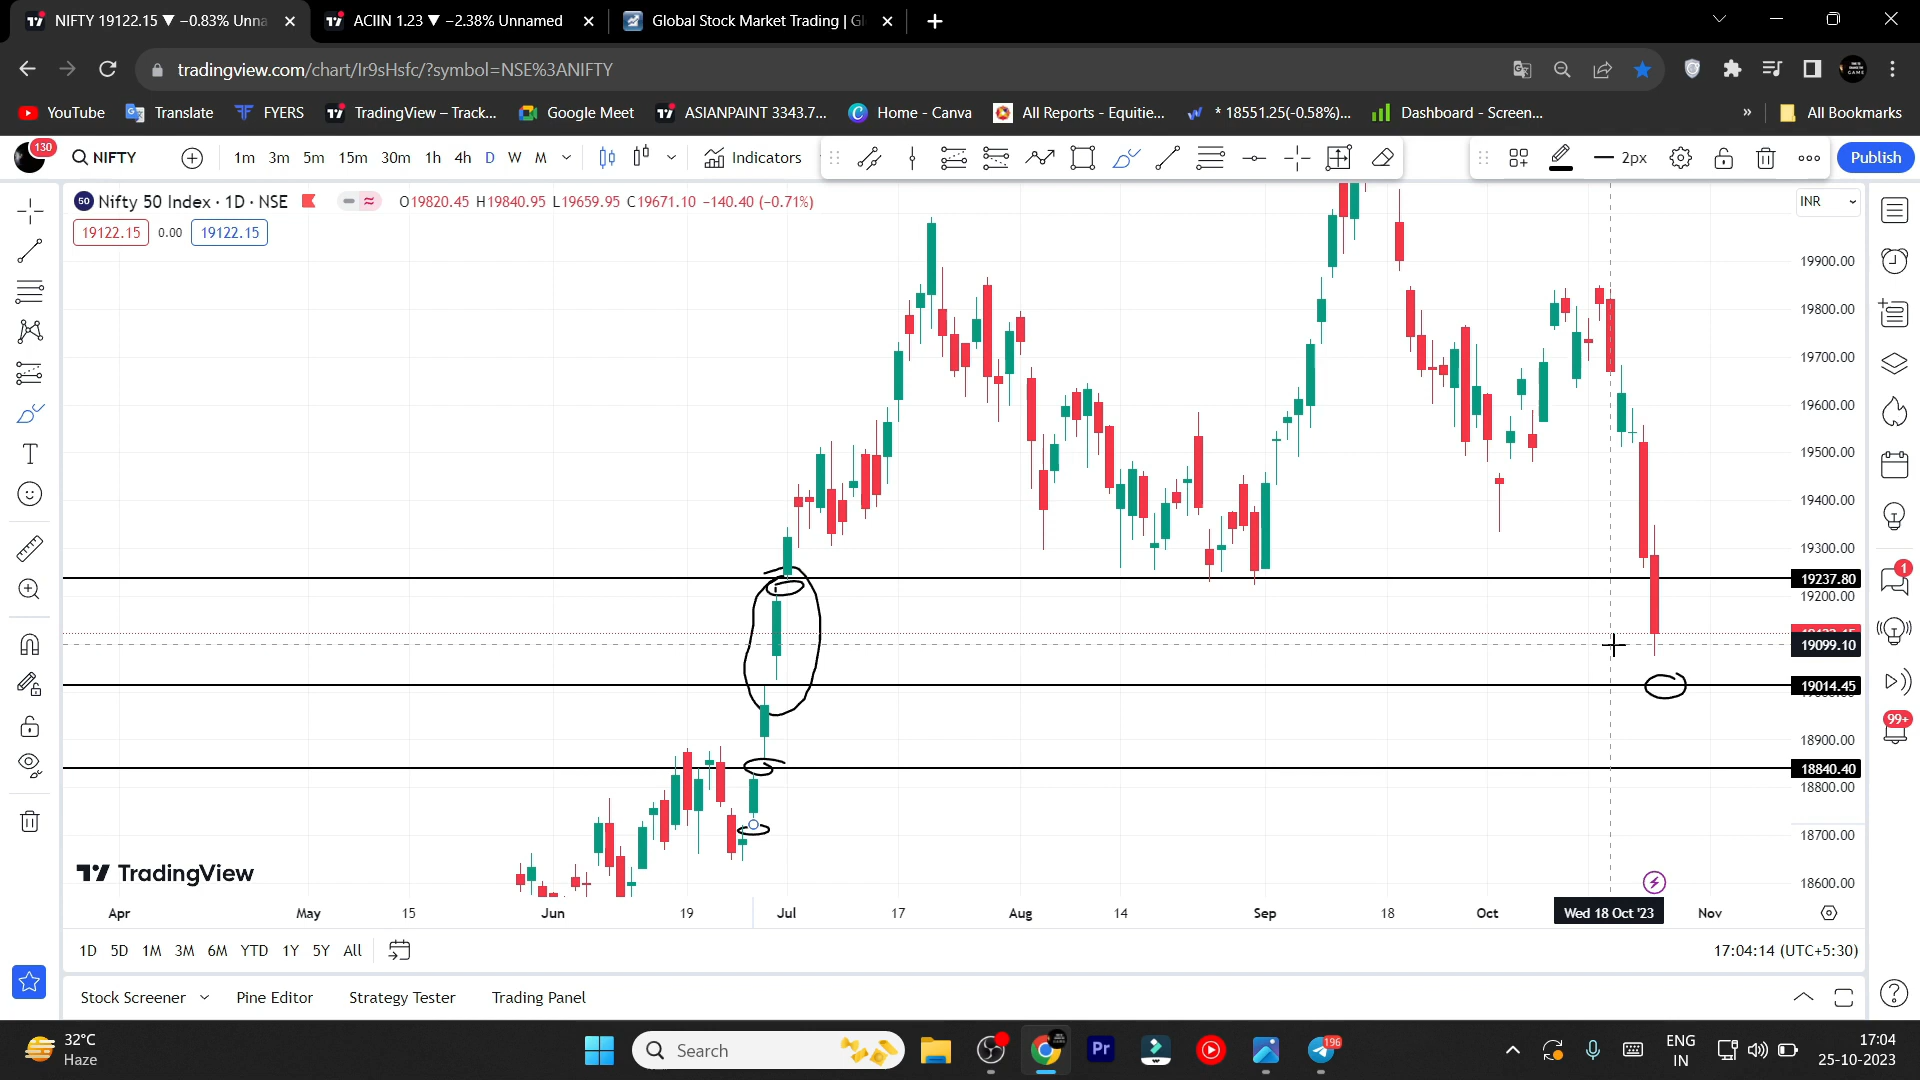 NIFTY 19122.15 ▼ −0.83% Unna
ACIIN 1.23 ▼ −2.38% Unnamed
Global Stock Market Trading | Gl
tradingview.com/chart/Ir9sHsfc/?symbol=NSE%3ANIFTY
YouTube
Translate
FYERS
TradingView – Track...
Google Meet
ASIANPAINT 3343.7...
Home - Canva
All Reports - Equitie...
* 18551.25(-0.58%)...
Dashboard - Screen...
»
All Bookmarks
130
NIFTY
1m 3m 5m 15m 30m 1h 4h D W M
Indicators
2px
Publish
50 Nifty 50 Index · 1D · NSE
O19820.45 H19840.95 L19659.95 C19671.10 −140.40 (−0.71%)
INR
19122.15 0.00 19122.15
19900.00
19800.00
19700.00
19600.00
19500.00
19400.00
19300.00
19237.80
19200.00
19099.10
19014.45
18900.00
18840.40
18800.00
18700.00
18600.00
1
99+
TradingView
Apr May 15 Jun 19 Jul 17 Aug 14 Sep 18 Oct Wed 18 Oct '23 Nov
1D 5D 1M 3M 6M YTD 1Y 5Y All
17:04:14 (UTC+5:30)
Stock Screener
Pine Editor
Strategy Tester
Trading Panel
32°C
Haze
Search
Pr
196
ENG
IN
17:04
25-10-2023